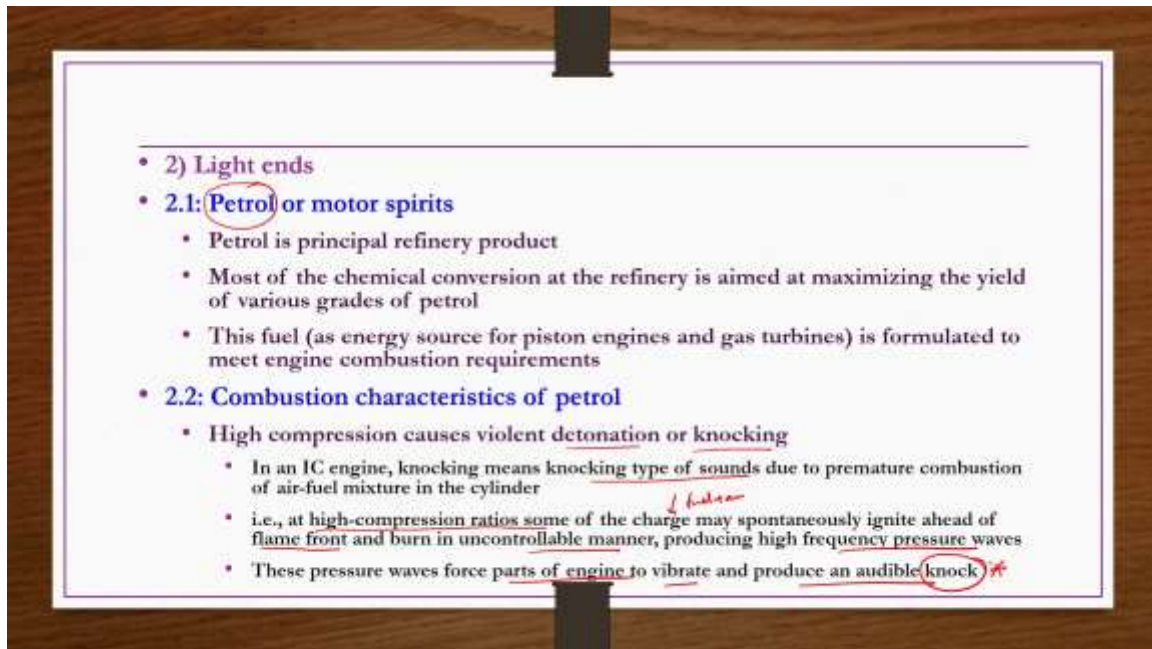 • 2) Light ends
• 2.1: Petrol or motor spirits
• Petrol is principal refinery product
• Most of the chemical conversion at the refinery is aimed at maximizing the yield
of various grades of petrol
• This fuel (as energy source for piston engines and gas turbines) is formulated to
meet engine combustion requirements
• 2.2: Combustion characteristics of petrol
• High compression causes violent detonation or knocking
• In an IC engine, knocking means knocking type of sounds due to premature combustion
of air-fuel mixture in the cylinder
• i.e., at high-compression ratios some of the charge may spontaneously ignite ahead of
flame front and burn in uncontrollable manner, producing high frequency pressure waves
• These pressure waves force parts of engine to vibrate and produce an audible knock *